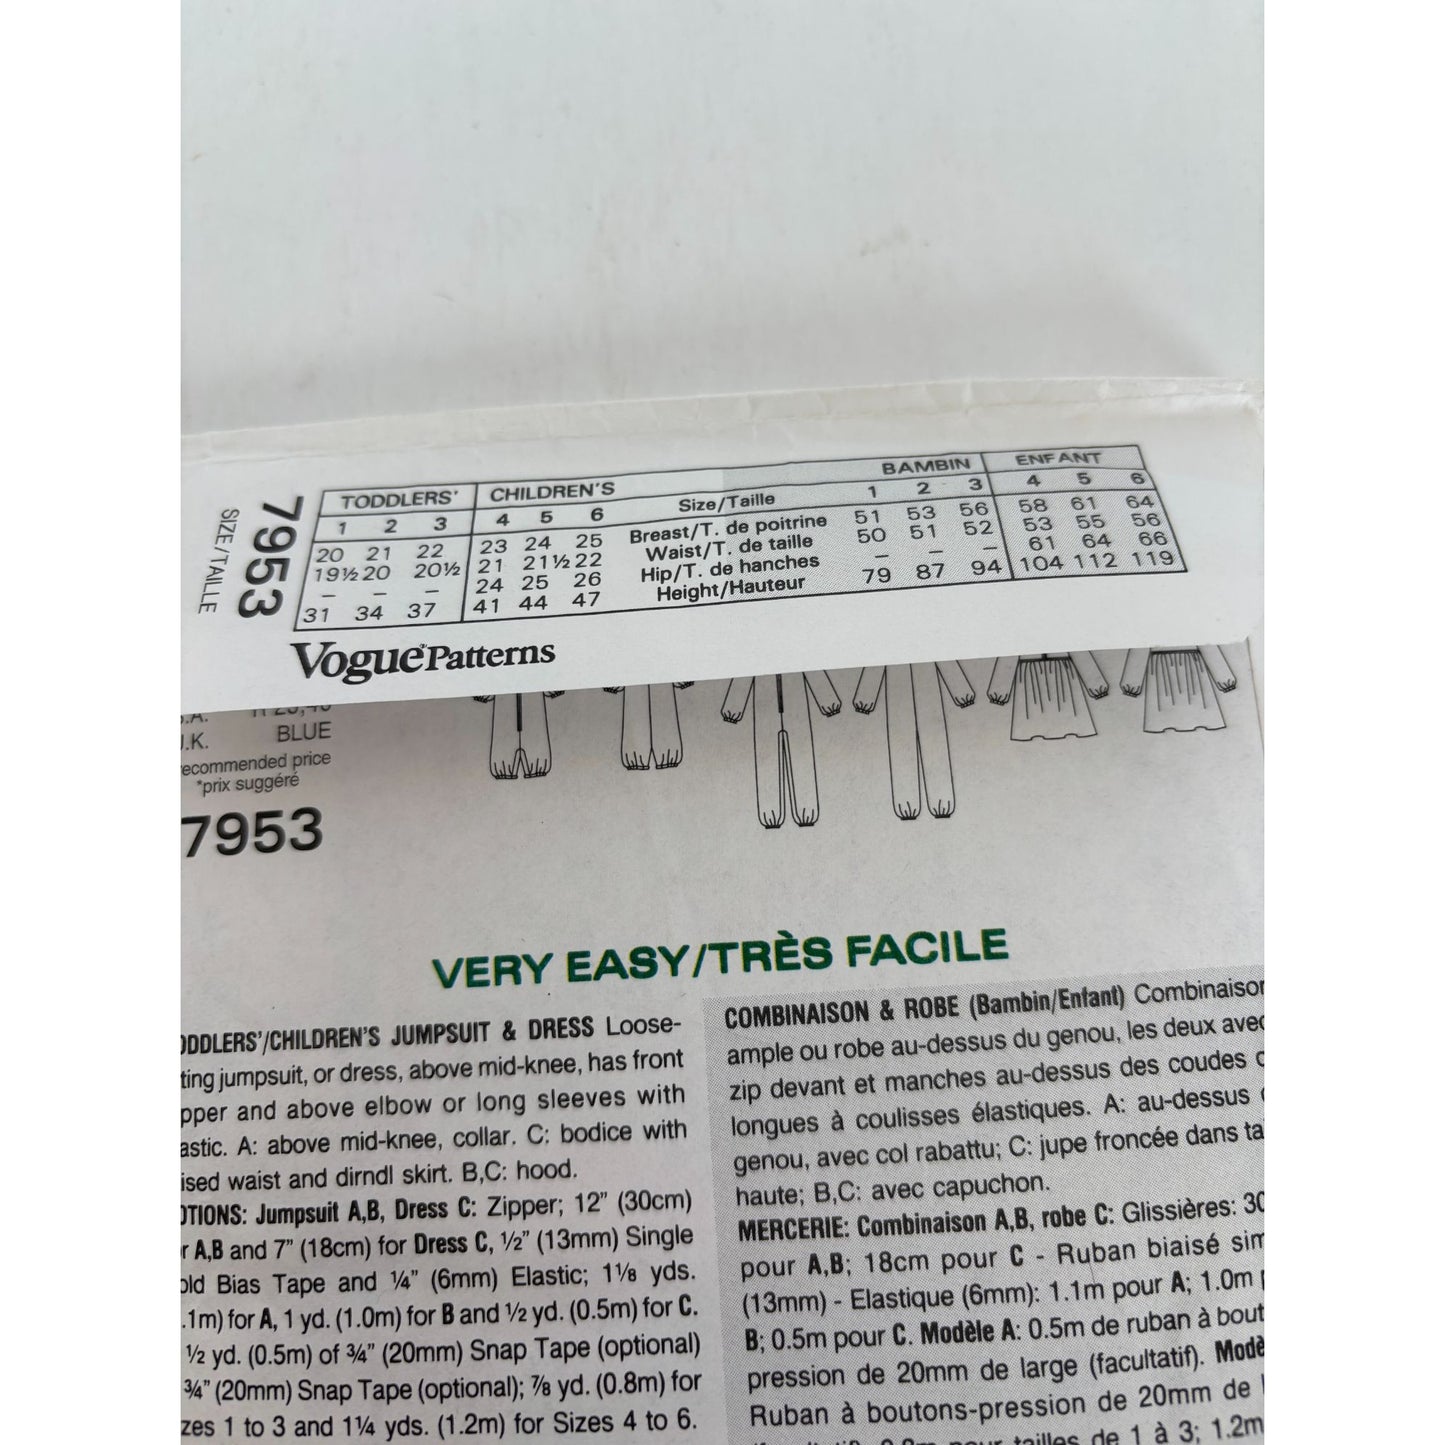 7953
SIZE/TAILLE
TODDLERS' CHILDREN'S Size/Taille BAMBIN ENFANT
1 2 3 4 5 6 1 2 3 4 5 6
20 21 22 23 24 25 Breast/T. de poitrine 51 53 56 58 61 64
19½ 20 20½ 21 21½ 22 Waist/T. de taille 50 51 52 53 55 56
– – – 24 25 26 Hip/T. de hanches – – – 61 64 66
31 34 37 41 44 47 Height/Hauteur 79 87 94 104 112 119
Vogue Patterns
.A.
.K. BLUE
ecommended price
*prix suggéré
7953
VERY EASY/TRÈS FACILE
ODDLERS'/CHILDREN'S JUMPSUIT & DRESS Loose-
ting jumpsuit, or dress, above mid-knee, has front
pper and above elbow or long sleeves with
astic. A: above mid-knee, collar. C: bodice with
ised waist and dirndl skirt. B,C: hood.
OTIONS: Jumpsuit A,B, Dress C: Zipper; 12" (30cm)
r A,B and 7" (18cm) for Dress C, ½" (13mm) Single
old Bias Tape and ¼" (6mm) Elastic; 1⅛ yds.
.1m) for A, 1 yd. (1.0m) for B and ½ yd. (0.5m) for C.
½ yd. (0.5m) of ¾" (20mm) Snap Tape (optional)
¾" (20mm) Snap Tape (optional); ⅞ yd. (0.8m) for
zes 1 to 3 and 1¼ yds. (1.2m) for Sizes 4 to 6.
COMBINAISON & ROBE (Bambin/Enfant) Combinaison
ample ou robe au-dessus du genou, les deux avec
zip devant et manches au-dessus des coudes o
longues à coulisses élastiques. A: au-dessus
genou, avec col rabattu; C: jupe froncée dans ta
haute; B,C: avec capuchon.
MERCERIE: Combinaison A,B, robe C: Glissières: 30
pour A,B; 18cm pour C - Ruban biaisé sim
(13mm) - Elastique (6mm): 1.1m pour A; 1.0m
B; 0.5m pour C. Modèle A: 0.5m de ruban à bout
pression de 20mm de large (facultatif). Modè
Ruban à boutons-pression de 20mm de
pour tailles de 1 à 3; 1.2m